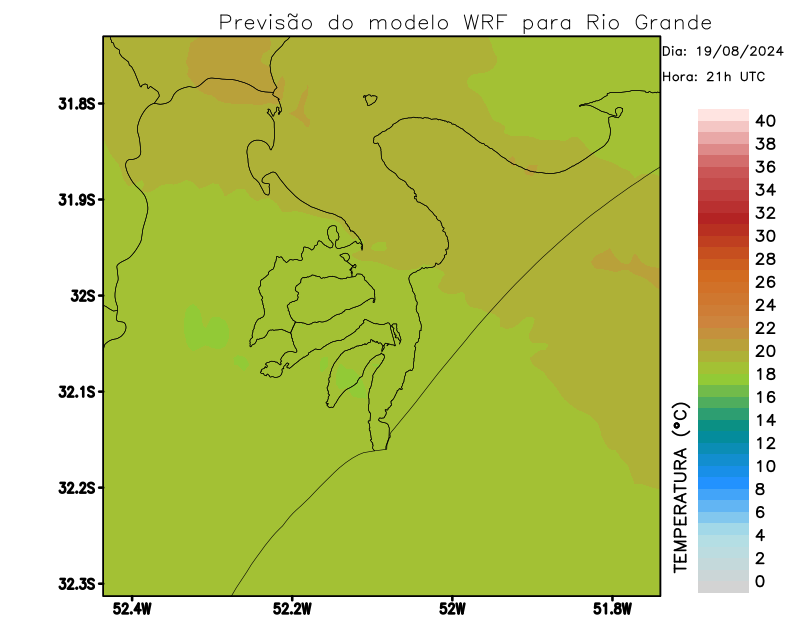 Previsão do modelo WRF para Rio Grande
Dia: 19/08/2024
Hora: 21h UTC
31.8S
31.9S
32S
32.1S
32.2S
32.3S
52.4W
52.2W
52W
51.8W
TEMPERATURA (°C)
40
38
36
34
32
30
28
26
24
22
20
18
16
14
12
10
8
6
4
2
0